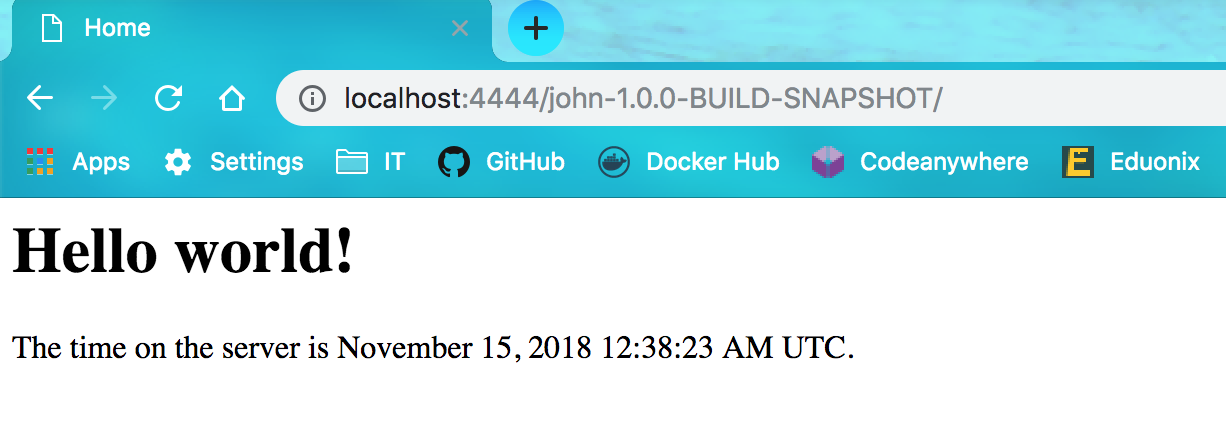 Home
localhost:4444/john-1.0.0-BUILD-SNAPSHOT/
Apps Settings IT GitHub Docker Hub Codeanywhere E Eduonix
Hello world!
The time on the server is November 15, 2018 12:38:23 AM UTC.